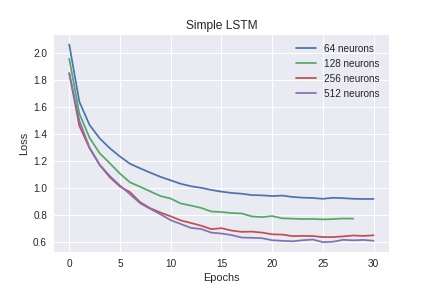 Simple LSTM
64 neurons
128 neurons
256 neurons
512 neurons
Loss
2.0
1.8
1.6
1.4
1.2
1.0
0.8
0.6
0 5 10 15 20 25 30
Epochs